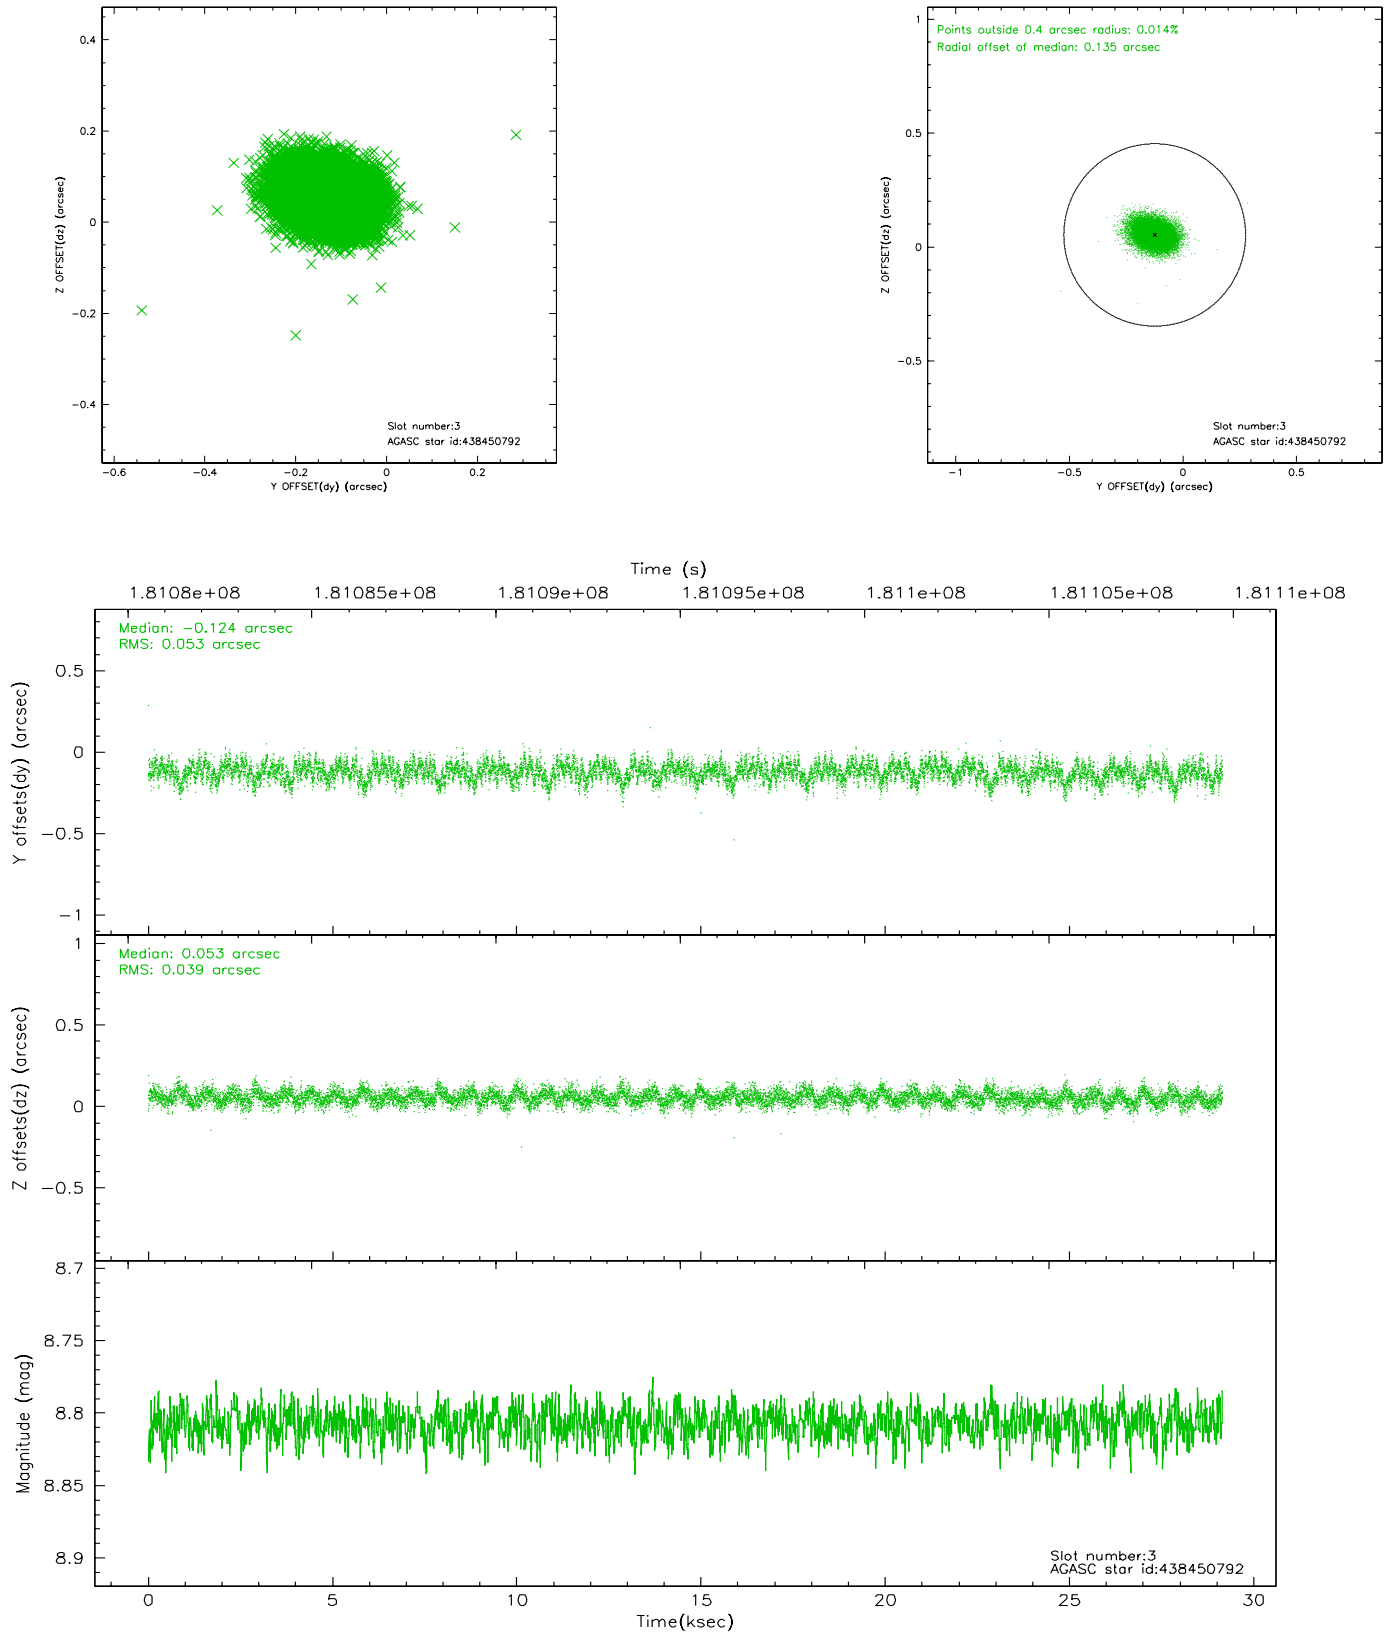 0.4
0.2
0
-0.2
-0.4
Z OFFSET(dz) (arcsec)
Slot number:3
AGASC star id:438450792
-0.6 -0.4 -0.2 0 0.2
Y OFFSET(dy) (arcsec)
Points outside 0.4 arcsec radius: 0.014%
Radial offset of median: 0.135 arcsec
1
0.5
0
-0.5
Z OFFSET(dz) (arcsec)
Slot number:3
AGASC star id:438450792
-1 -0.5 0 0.5
Y OFFSET(dy) (arcsec)
Time (s)
1.8108e+08 1.81085e+08 1.8109e+08 1.81095e+08 1.811e+08 1.81105e+08 1.8111e+08
Median: -0.124 arcsec
RMS: 0.053 arcsec
0.5
0
-0.5
-1
Y offsets(dy) (arcsec)
Median: 0.053 arcsec
RMS: 0.039 arcsec
1
0.5
0
-0.5
Z offsets(dz) (arcsec)
8.7
8.75
8.8
8.85
8.9
Magnitude (mag)
Slot number:3
AGASC star id:438450792
0 5 10 15 20 25 30
Time(ksec)